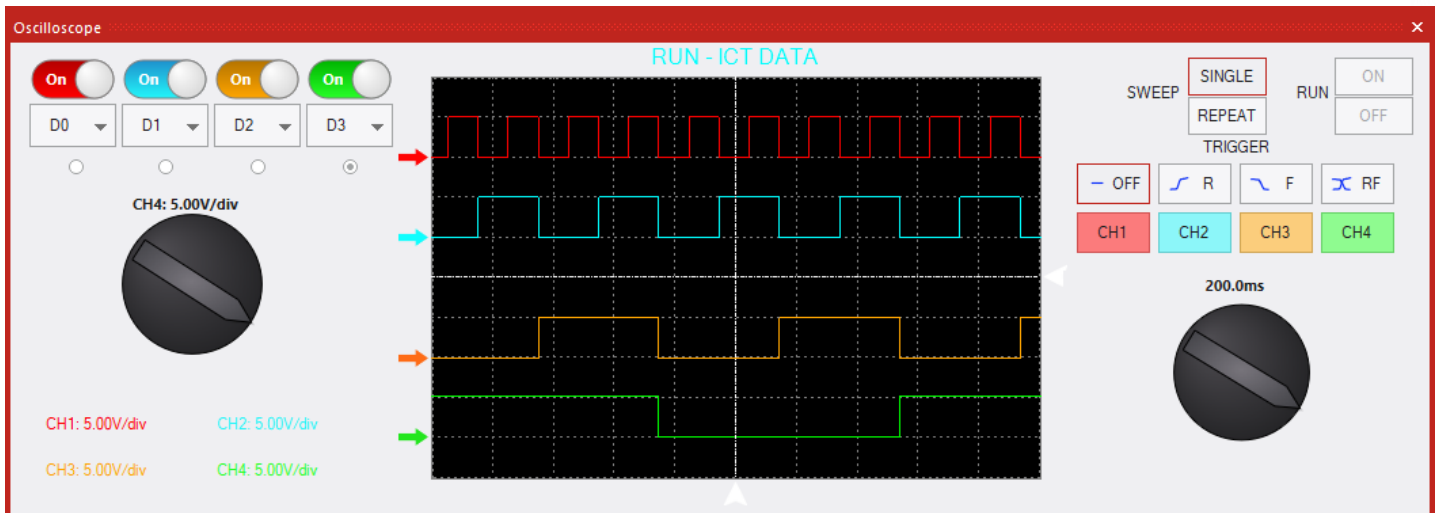 Oscilloscope
RUN - ICT DATA
On On On On
D0 D1 D2 D3
CH4: 5.00V/div
CH1: 5.00V/div CH2: 5.00V/div
CH3: 5.00V/div CH4: 5.00V/div
SWEEP SINGLE RUN ON
REPEAT OFF
TRIGGER
OFF R F RF
CH1 CH2 CH3 CH4
200.0ms